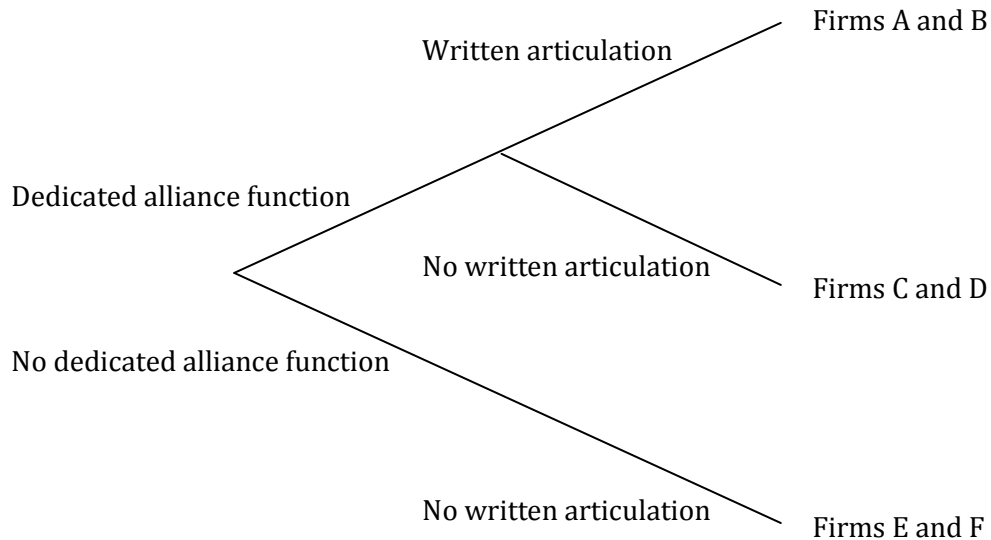 Firms A and B
Written articulation
Dedicated alliance function
No written articulation
Firms C and D
No dedicated alliance function
No written articulation
Firms E and F